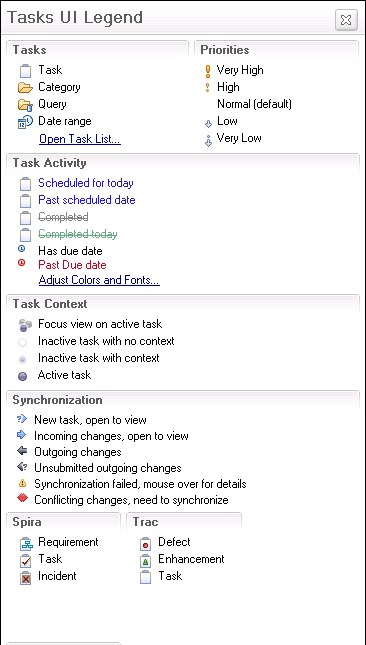 Tasks UI Legend
Tasks
Task
Category
Query
Date range
Open Task List...
Priorities
Very High
High
Normal (default)
Low
Very Low
Task Activity
Scheduled for today
Past scheduled date
Completed
Completed today
Has due date
Past Due date
Adjust Colors and Fonts...
Task Context
Focus view on active task
Inactive task with no context
Inactive task with context
Active task
Synchronization
New task, open to view
Incoming changes, open to view
Outgoing changes
Unsubmitted outgoing changes
Synchronization failed, mouse over for details
Conflicting changes, need to synchronize
Spira
Requirement
Task
Incident
Trac
Defect
Enhancement
Task